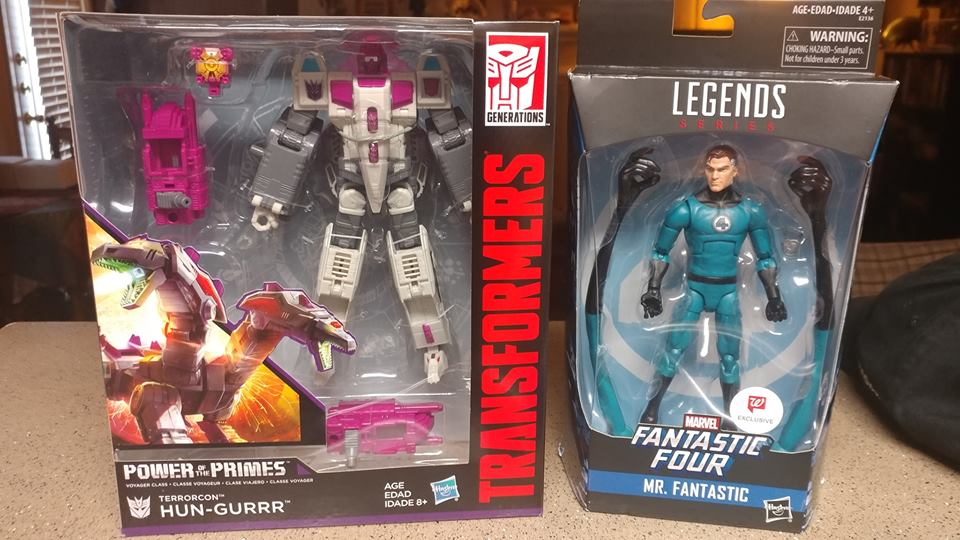 GENERATIONS
TRANSFORMERS
POWER OF THE PRIMES™
VOYAGER CLASS • CLASSE VOYAGEUR • CLASE VIAJERO • CLASSE VOYAGER
TERRORCON™
HUN-GURRR™
AGE
EDAD
IDADE 8+
Hasbro
AGE•EDAD•IDADE 4+
E2136
WARNING:
CHOKING HAZARD–Small parts.
Not for children under 3 years.
LEGENDS
SERIES
4
W
EXCLUSIVE
MARVEL
FANTASTIC
FOUR
MR. FANTASTIC
Hasbro